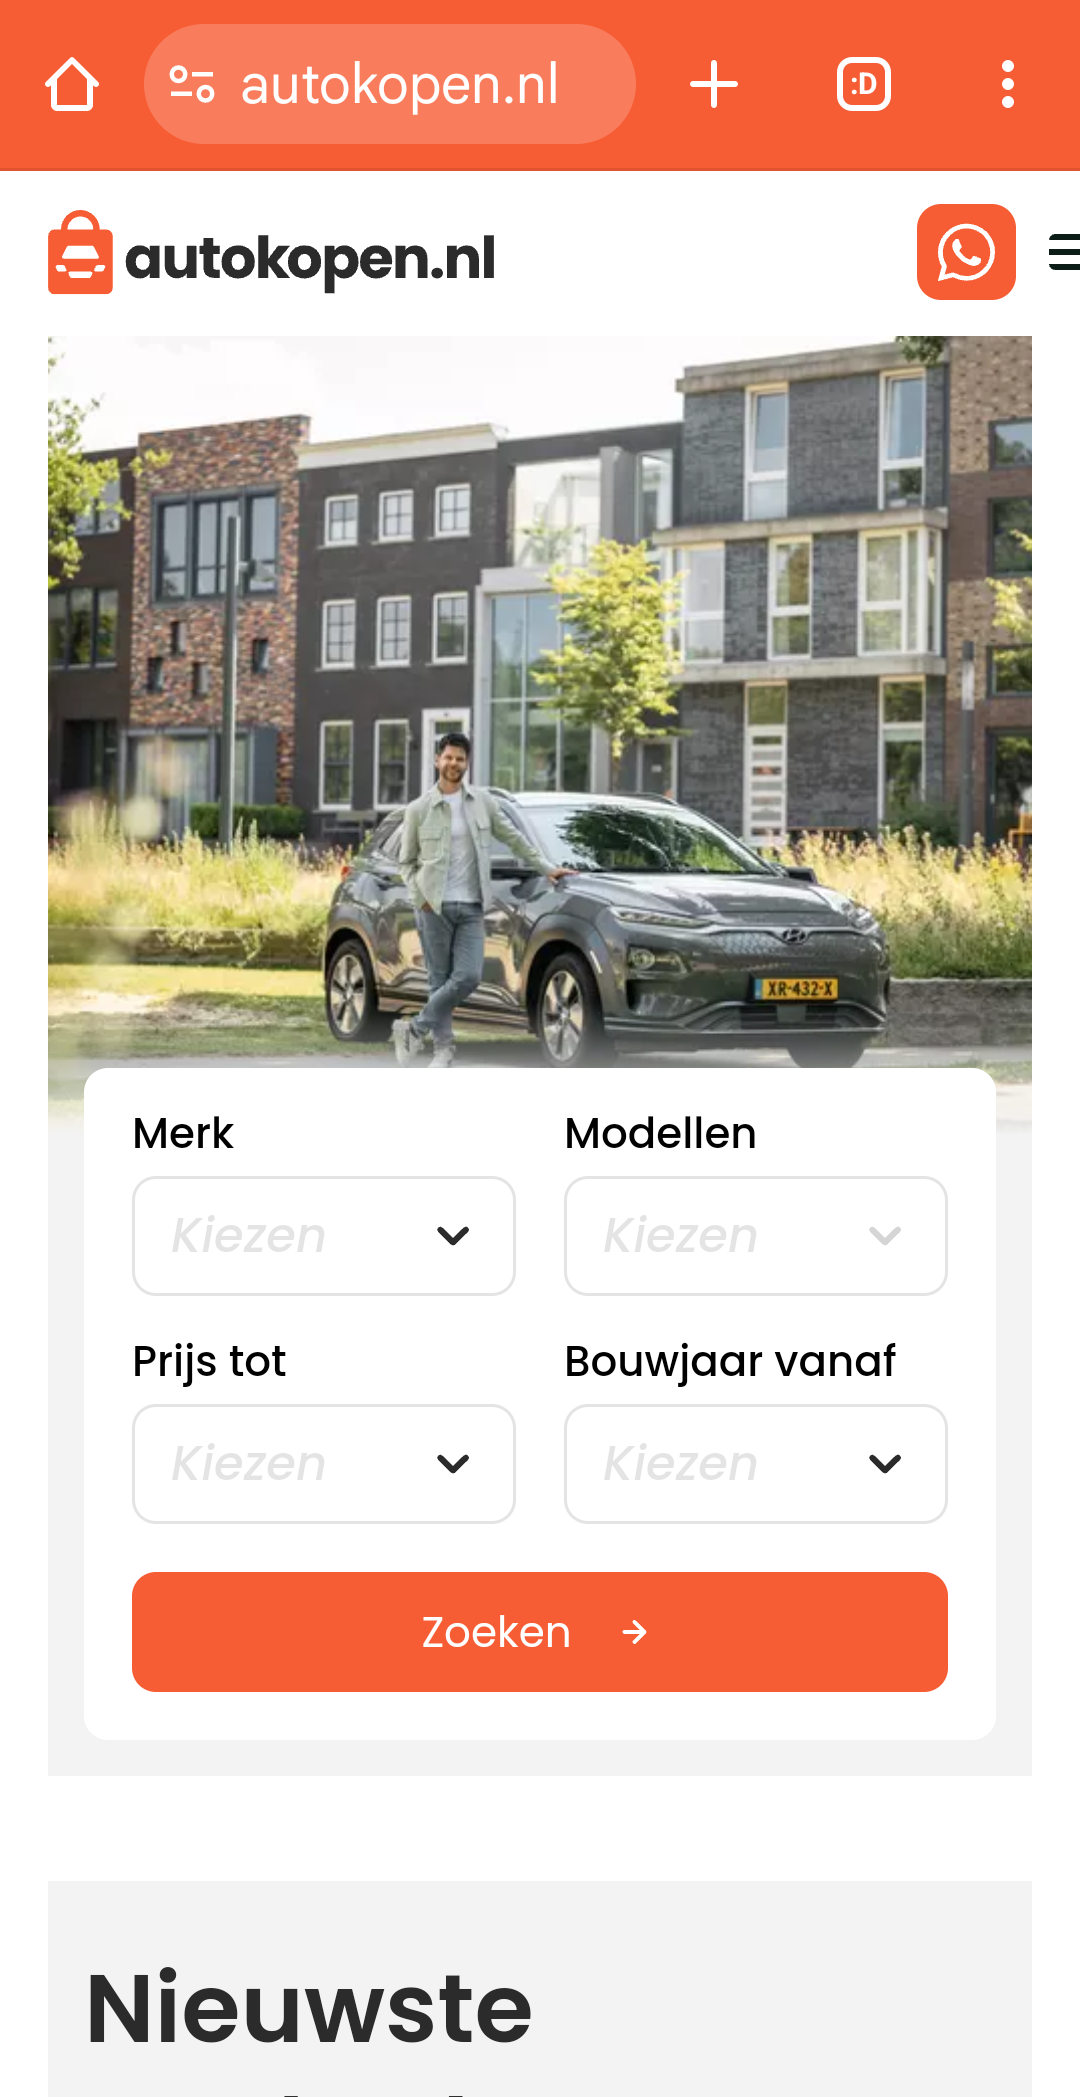 autokopen.nl
:D
autokopen.nl
XR-432-X
Merk
Modellen
Kiezen
Kiezen
Prijs tot
Bouwjaar vanaf
Kiezen
Kiezen
Zoeken
Nieuwste